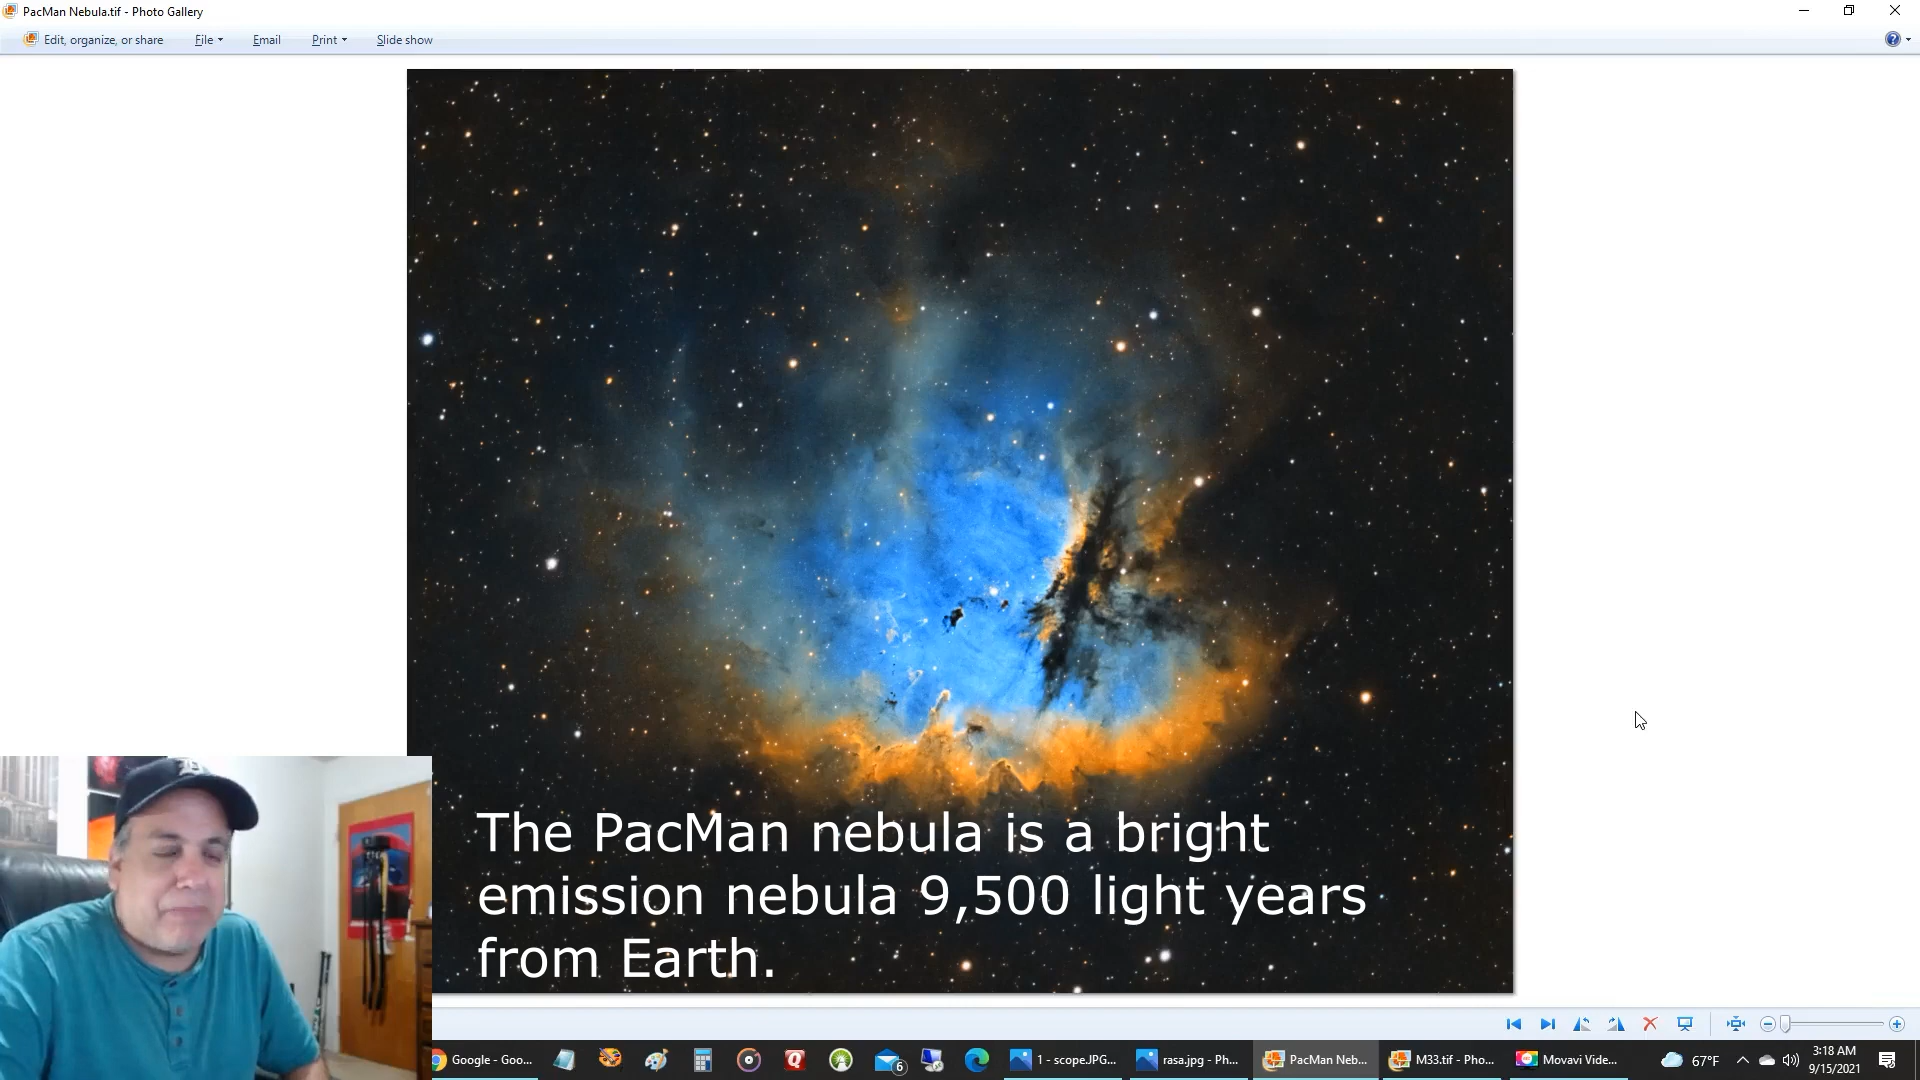 PacMan Nebula.tif - Photo Gallery
Edit, organize, or share File Email Print Slide show
The PacMan nebula is a bright
emission nebula 9,500 light years
from Earth.
Google - Goo...
6
1 - scope.JPG...
rasa.jpg - Ph...
PacMan Neb...
M33.tif - Pho...
Movavi Vide...
67°F
3:18 AM
9/15/2021